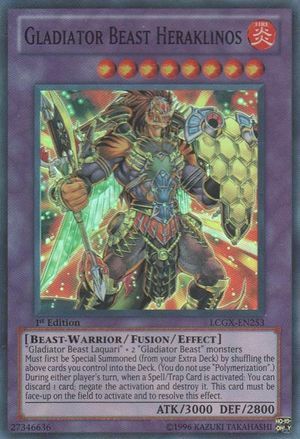 GLADIATOR BEAST HERAKLINOS
炎
1st Edition
LCGX-EN253
[BEAST-WARRIOR/FUSION/EFFECT]
"Gladiator Beast Laquari" + 2 "Gladiator Beast" monsters
Must first be Special Summoned (from your Extra Deck) by shuffling the
above cards you control into the Deck. (You do not use "Polymerization".)
During either player's turn, when a Spell/Trap Card is activated: You can
discard 1 card; negate the activation and destroy it. This card must be
face-up on the field to activate and to resolve this effect.
ATK/3000 DEF/2800
27346636
©1996 KAZUKI TAKAHASHI